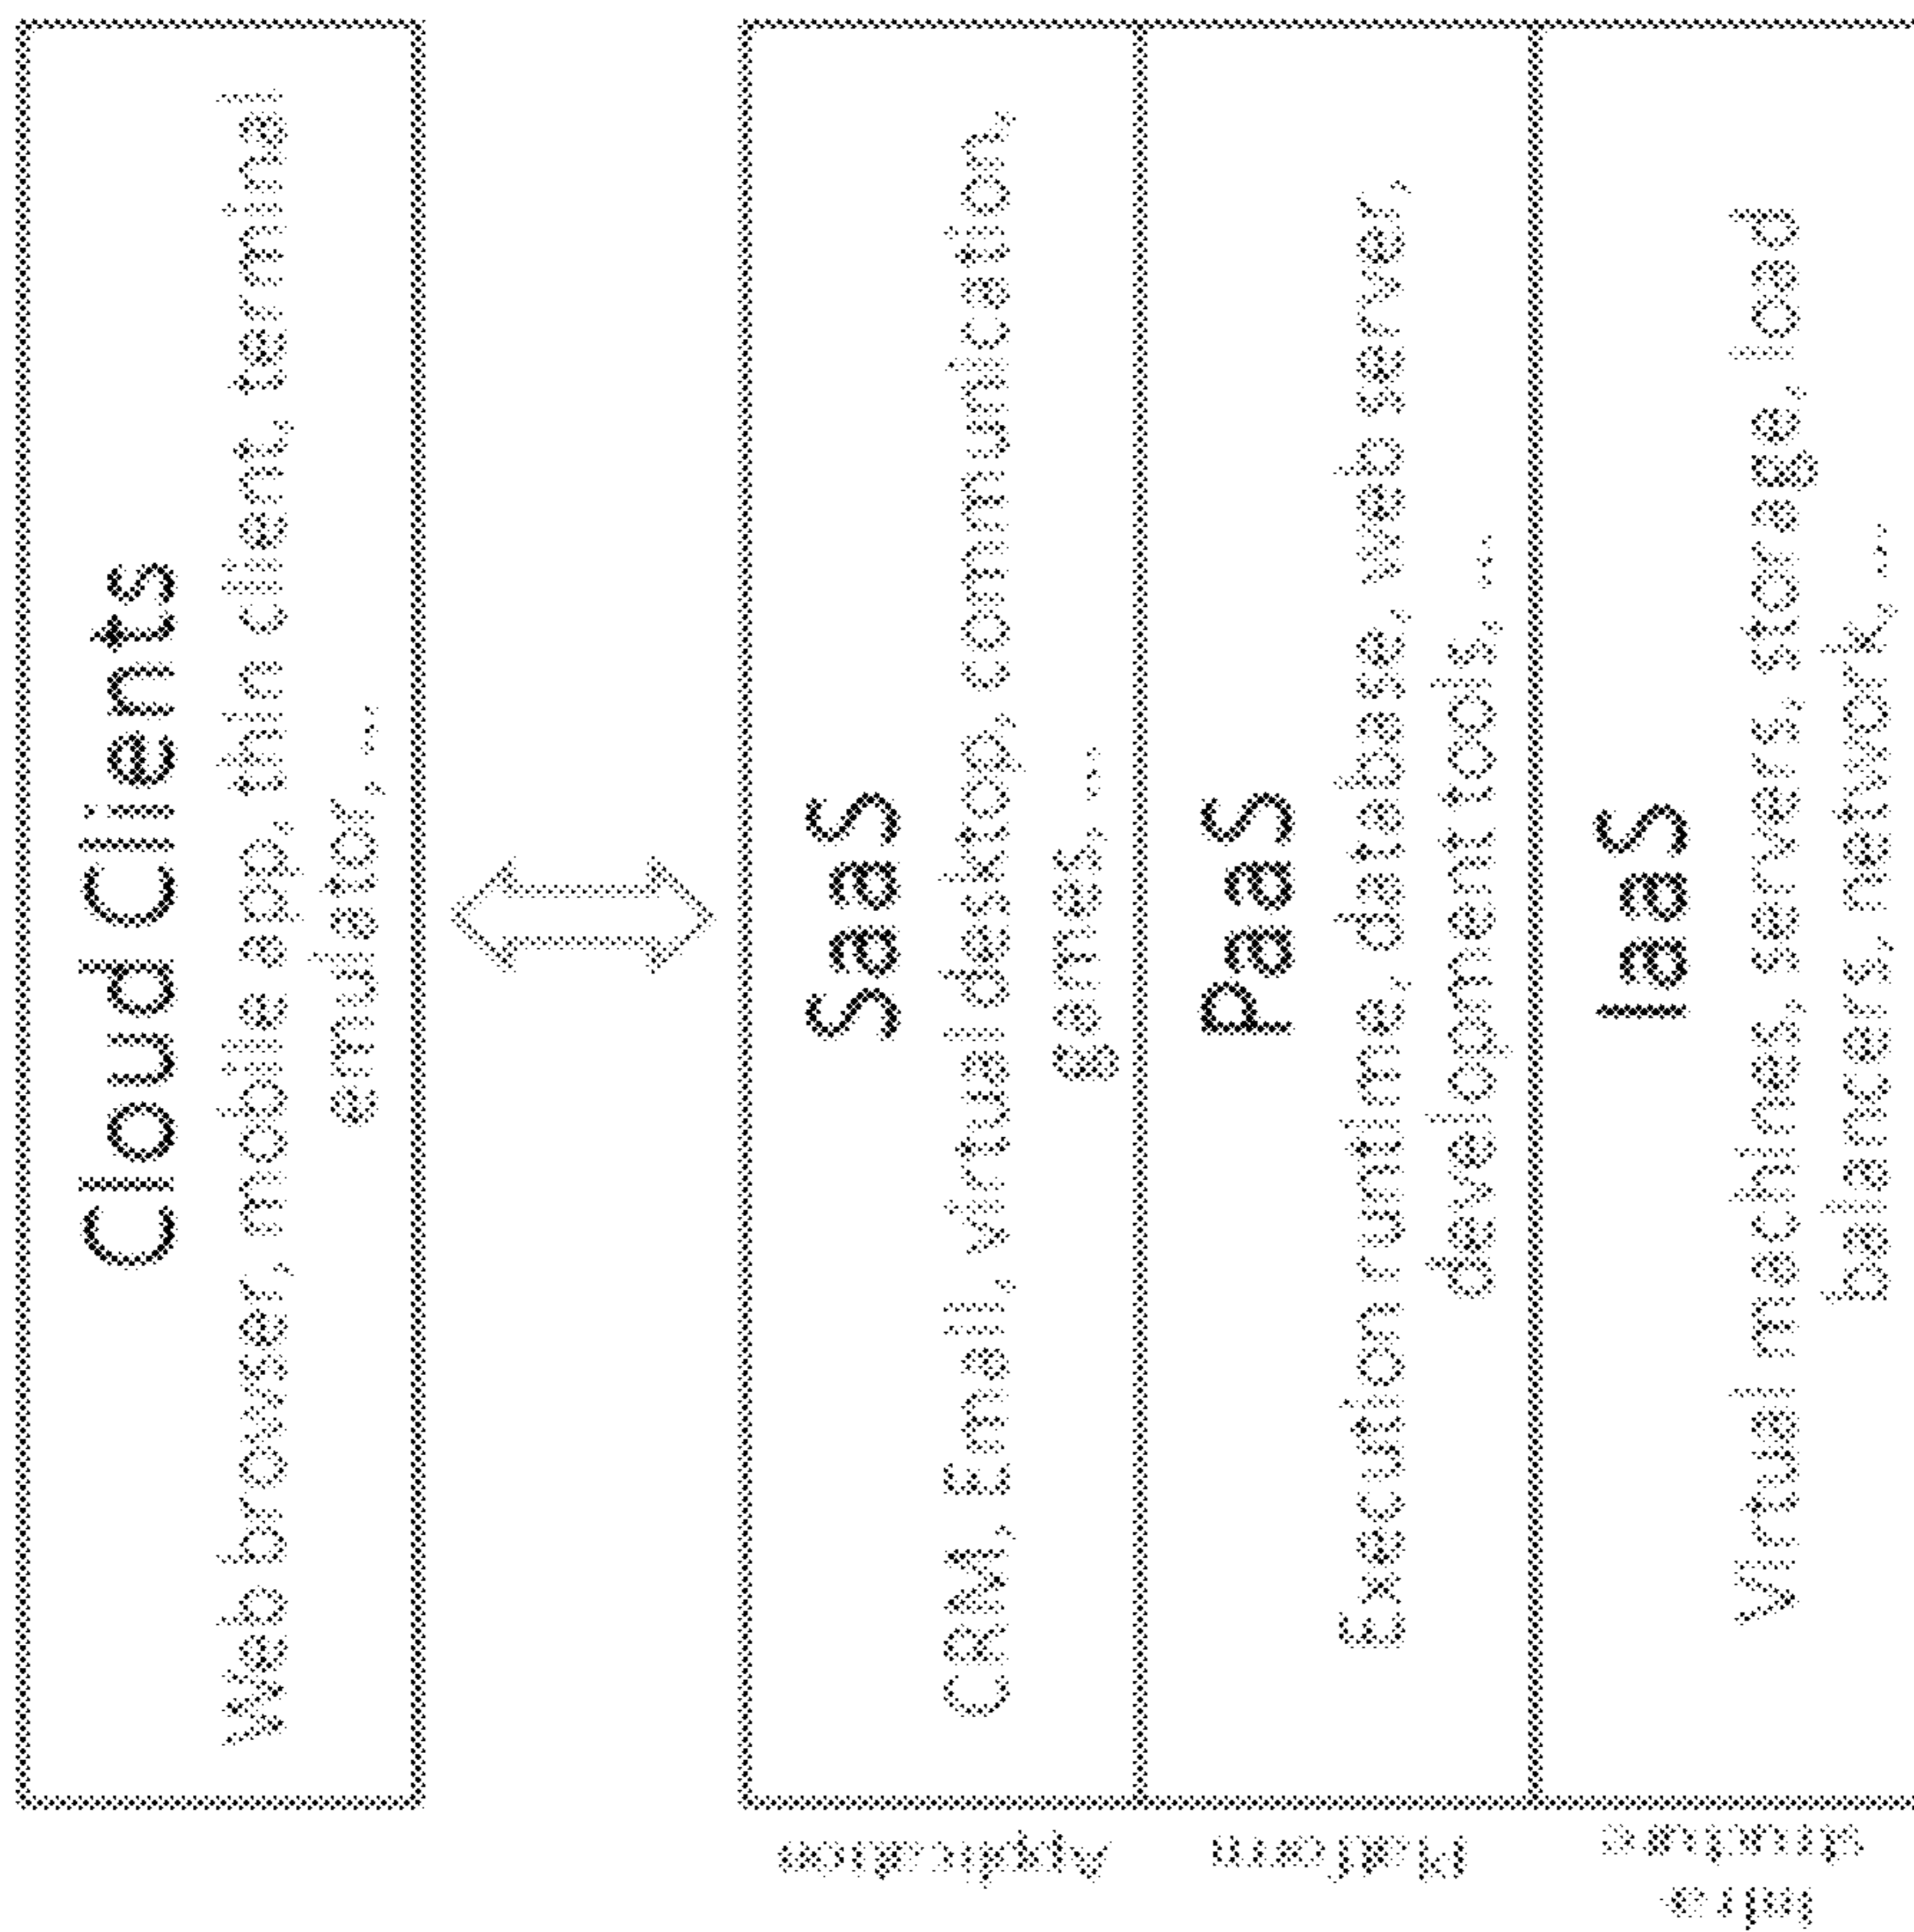 Cloud Clients
Web browser, mobile app, thin client, terminal
emulator, ...
SaaS
CRM, Email, virtual desktop, communication,
games, ...
Application
PaaS
Execution runtime, database, web server,
development tools, ...
Platform
IaaS
Virtual machines, servers, storage, load
balancers, network, ...
Infra-
structure